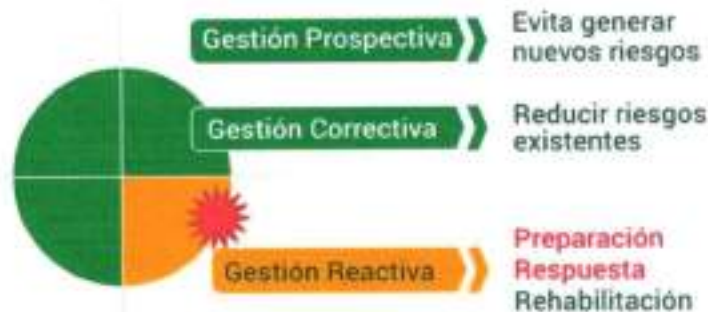 Gestión Prospectiva
Evita generar
nuevos riesgos
Gestión Correctiva
Reducir riesgos
existentes
Gestión Reactiva
Preparación
Respuesta
Rehabilitación